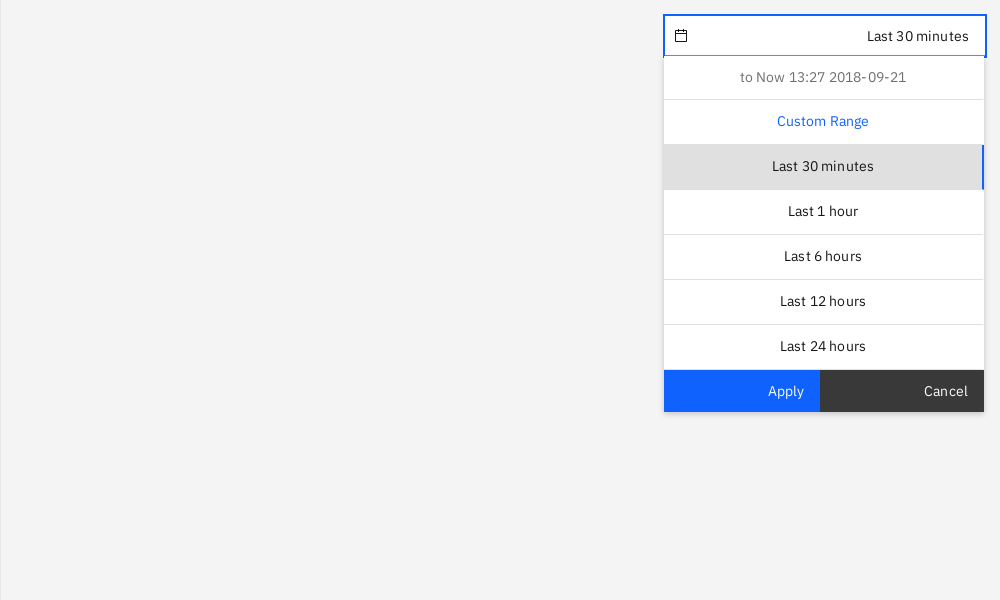 Last 30 minutes
to Now 13:27 2018-09-21
Custom Range
Last 30 minutes
Last 1 hour
Last 6 hours
Last 12 hours
Last 24 hours
Apply
Cancel